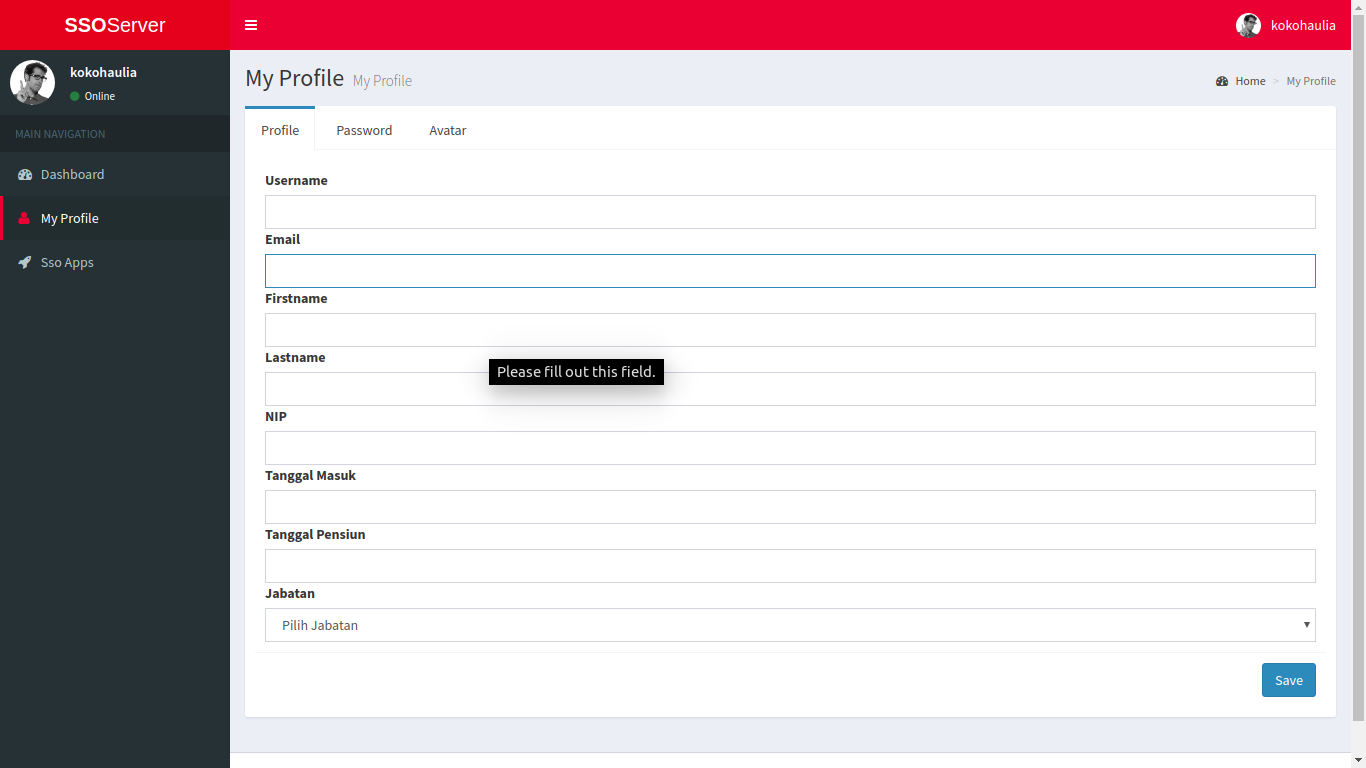 SSOServer
kokohaulia
kokohaulia
Online
MAIN NAVIGATION
Dashboard
My Profile
Sso Apps
My Profile My Profile
Home > My Profile
Profile Password Avatar
Username
Email
Firstname
Lastname
Please fill out this field.
NIP
Tanggal Masuk
Tanggal Pensiun
Jabatan
Pilih Jabatan
Save